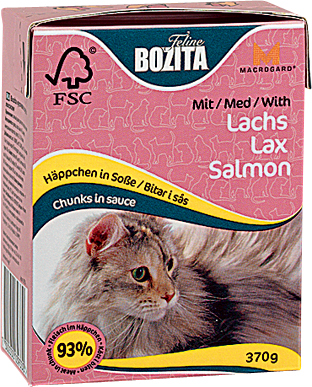 Feline
BOZITA
FSC
MACROGARD®
Mit / Med / With
Lachs
Lax
Salmon
Häppchen in Soße / Bitar i sås
Chunks in sauce
93%
370g